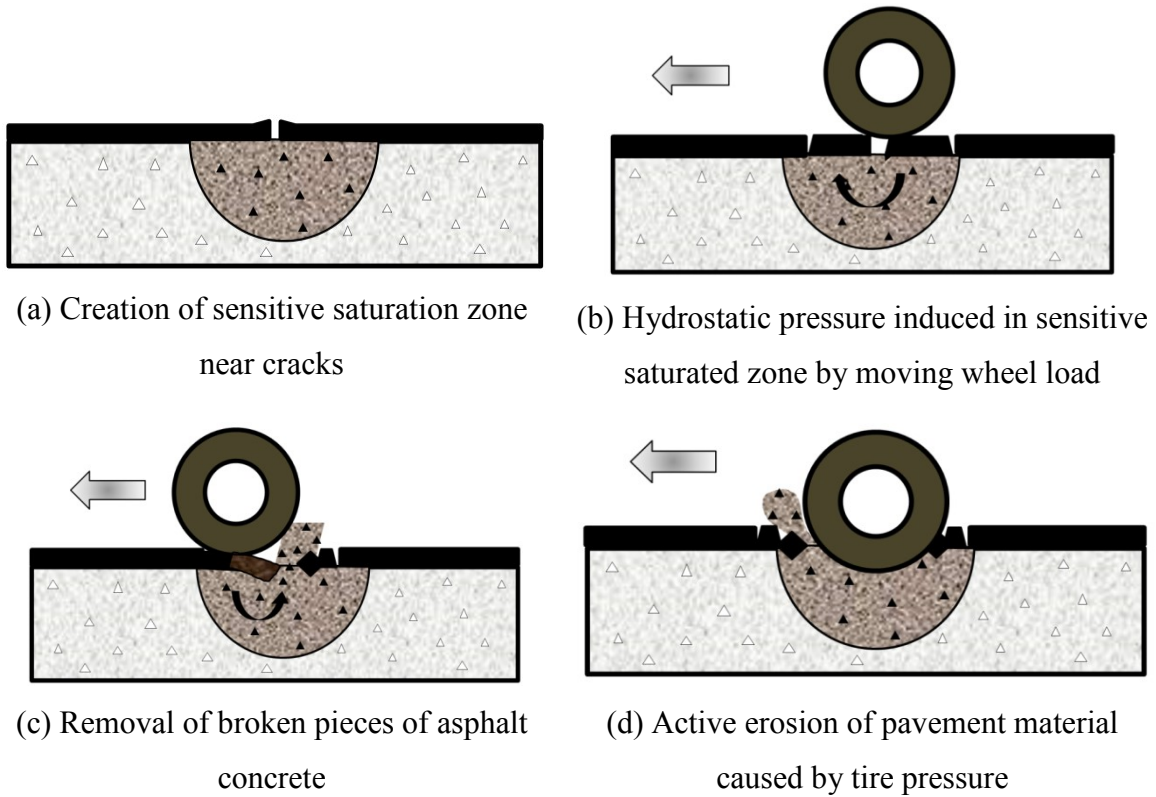 (a) Creation of sensitive saturation zone
near cracks
(b) Hydrostatic pressure induced in sensitive
saturated zone by moving wheel load
(c) Removal of broken pieces of asphalt
concrete
(d) Active erosion of pavement material
caused by tire pressure